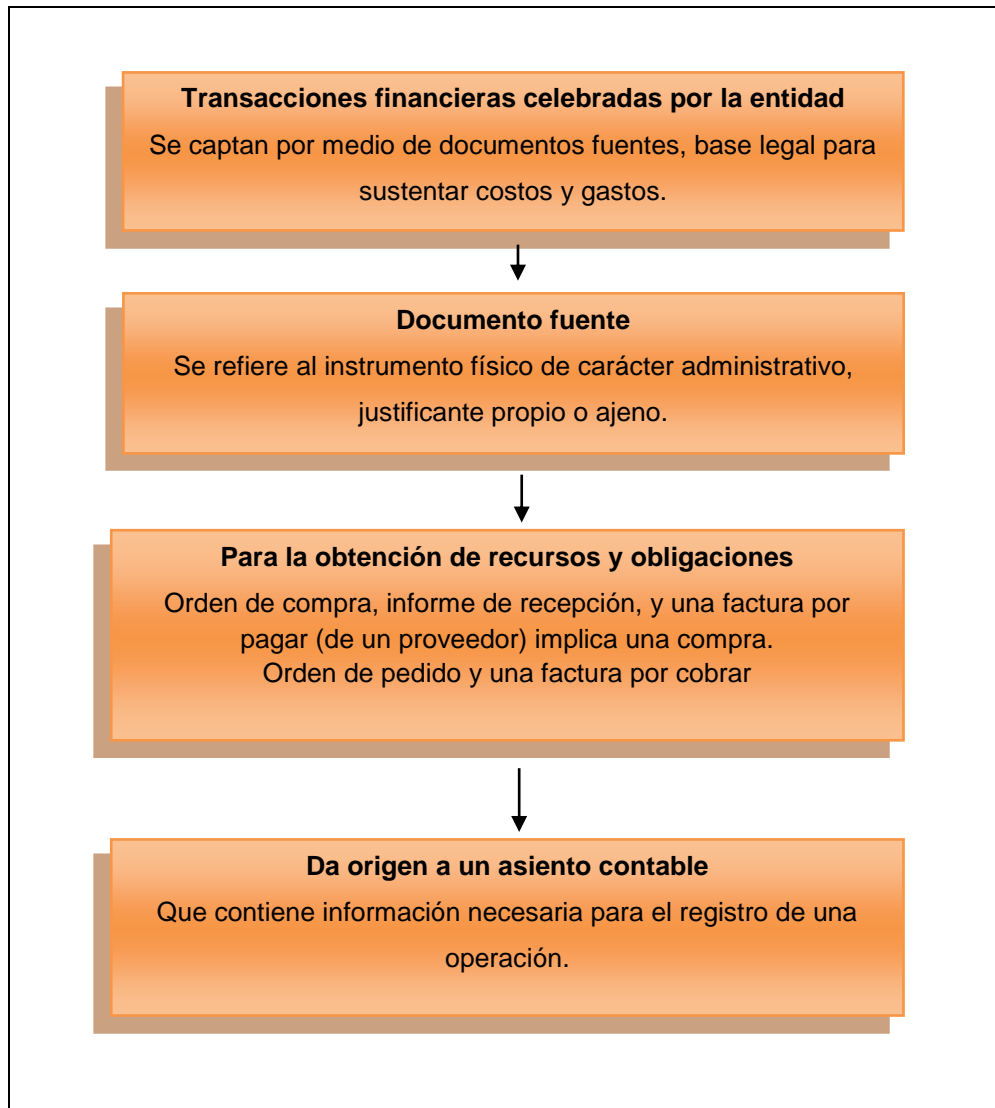 Transacciones financieras celebradas por la entidad
Se captan por medio de documentos fuentes, base legal para
sustentar costos y gastos.
Documento fuente
Se refiere al instrumento físico de carácter administrativo,
justificante propio o ajeno.
Para la obtención de recursos y obligaciones
Orden de compra, informe de recepción, y una factura por
pagar (de un proveedor) implica una compra.
Orden de pedido y una factura por cobrar
Da origen a un asiento contable
Que contiene información necesaria para el registro de una
operación.